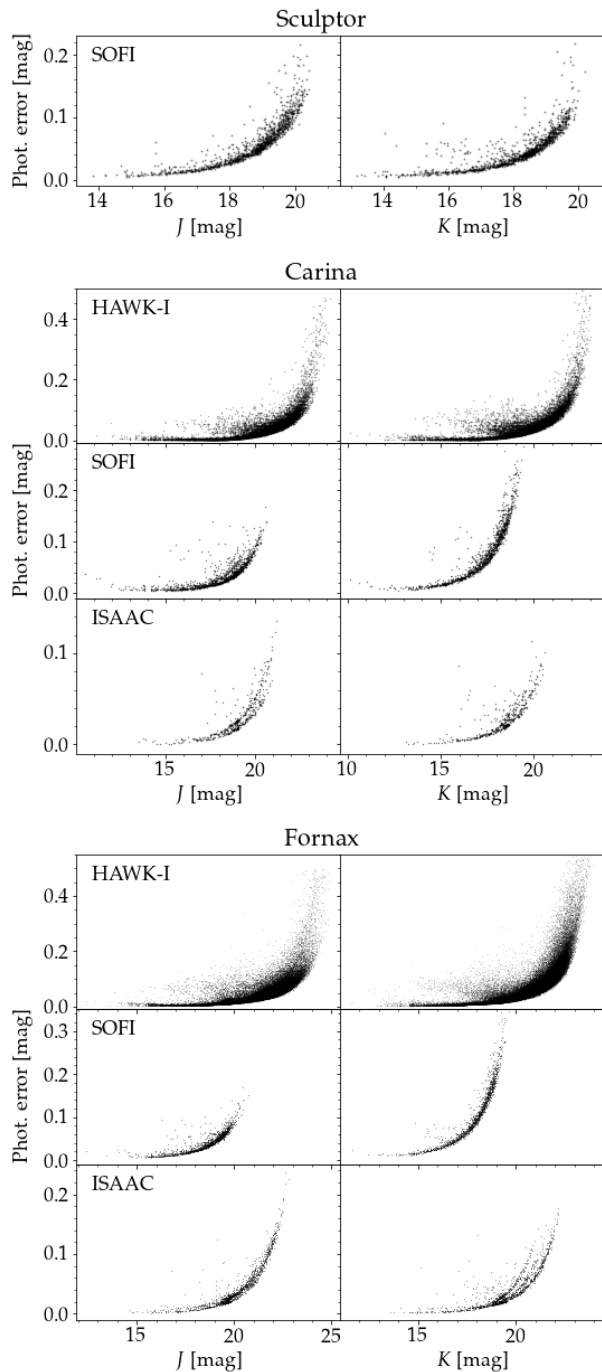 Sculptor
SOFI
Phot. error [mag]
0.2
0.1
0.0
14 16 18 20 14 16 18 20
J [mag] K [mag]
Carina
HAWK-I
0.4
0.2
0.0
SOFI
Phot. error [mag]
0.2
0.1
0.0
ISAAC
0.1
0.0
15 20 10 15 20
J [mag] K [mag]
Fornax
HAWK-I
0.4
0.2
0.0
SOFI
Phot. error [mag]
0.3
0.2
0.1
0.0
ISAAC
0.2
0.1
0.0
15 20 25 15 20
J [mag] K [mag]